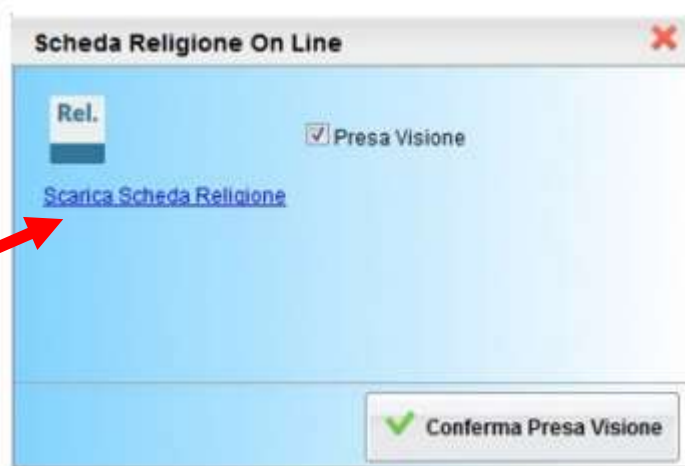 Scheda Religione On Line
Rel.
Presa Visione
Scarica Scheda Religione
Conferma Presa Visione